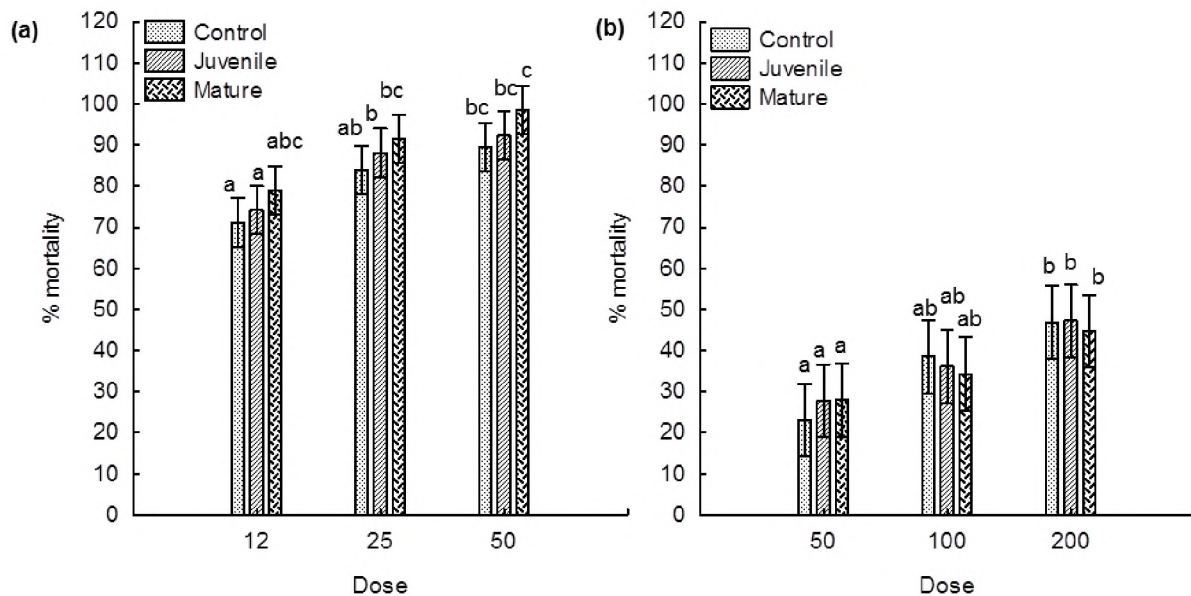 (a)
120
110
100
90
80
70
60
50
40
30
20
10
0
% mortality
Control
Juvenile
Mature
a a abc
ab b bc
bc bc c
12 25 50
Dose
(b)
120
110
100
90
80
70
60
50
40
30
20
10
0
% mortality
Control
Juvenile
Mature
a a a
ab ab ab
b b b
50 100 200
Dose